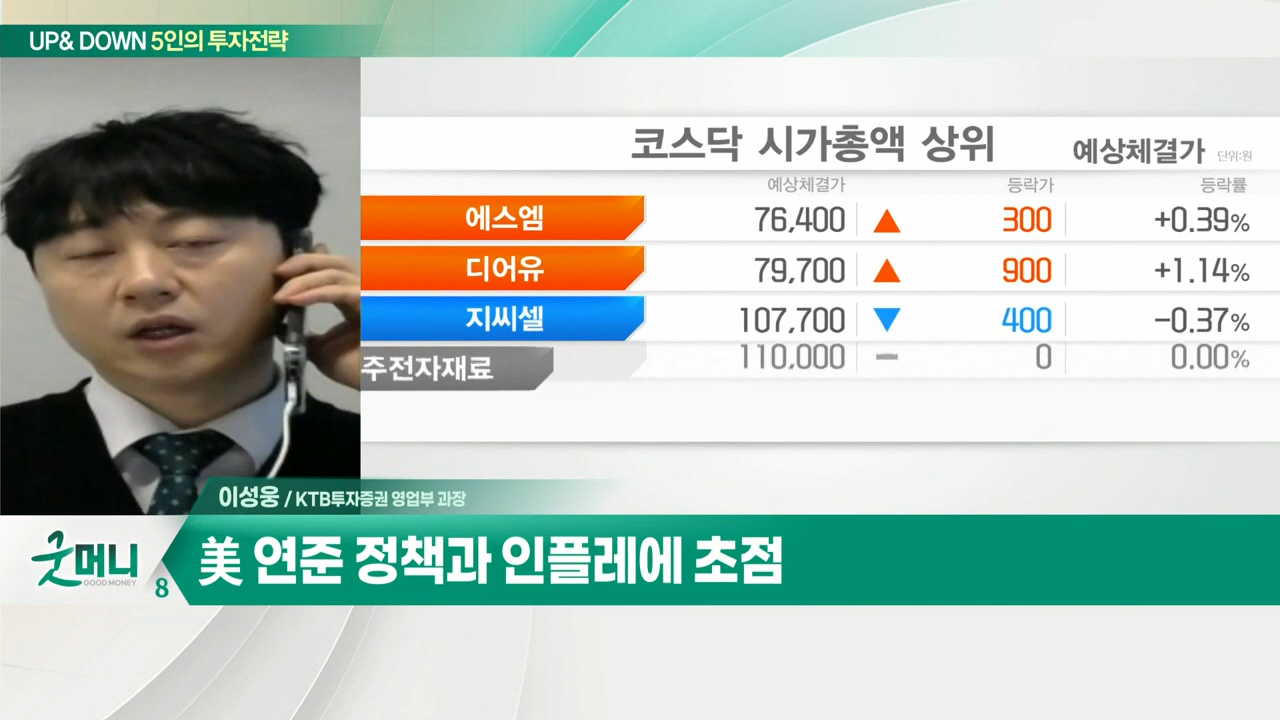 UP& DOWN 5인의 투자전략
코스닥 시가총액 상위 예상체결가 단위:원
예상체결가 등락가 등락률
에스엠 76,400 ▲ 300 +0.39%
디어유 79,700 ▲ 900 +1.14%
지씨셀 107,700 ▼ 400 -0.37%
주전자재료 110,000 - 0 0.00%
이성웅 / KTB투자증권 영업부 과장
굿머니 GOOD MONEY 8
美 연준 정책과 인플레에 초점